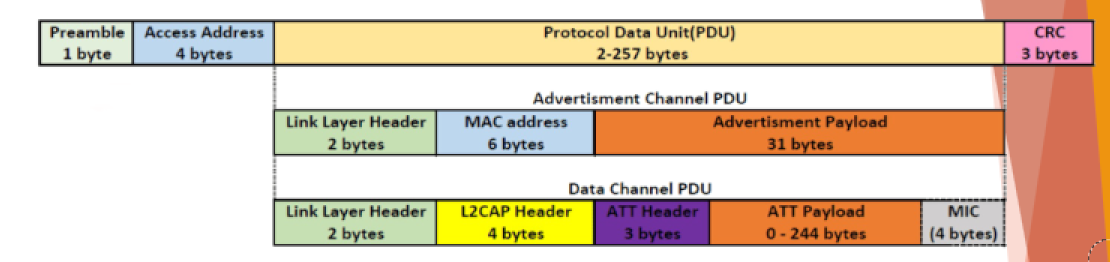 Preamble Access Address Protocol Data Unit(PDU) CRC
1 byte 4 bytes 2-257 bytes 3 bytes
Advertisment Channel PDU
Link Layer Header MAC address Advertisment Payload
2 bytes 6 bytes 31 bytes
Data Channel PDU
Link Layer Header L2CAP Header ATT Header ATT Payload MIC
2 bytes 4 bytes 3 bytes 0 - 244 bytes (4 bytes)